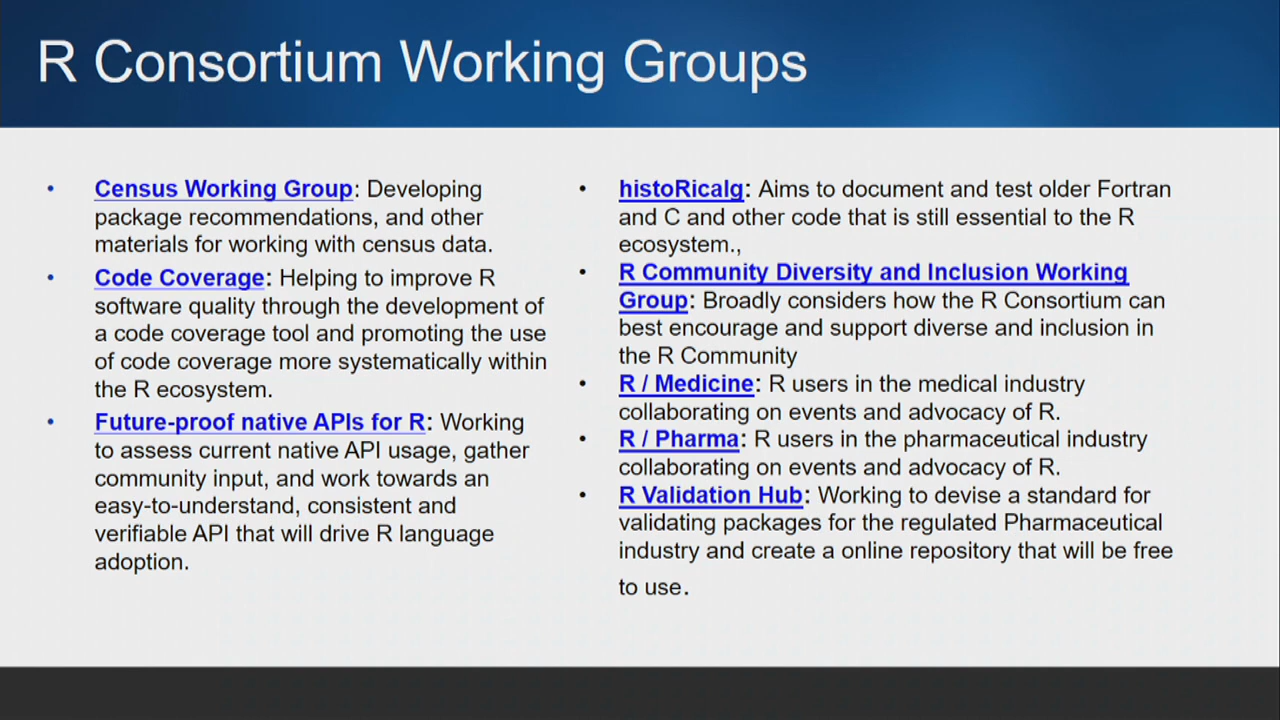 R Consortium Working Groups
• Census Working Group: Developing
package recommendations, and other
materials for working with census data.
• Code Coverage: Helping to improve R
software quality through the development of
a code coverage tool and promoting the use
of code coverage more systematically within
the R ecosystem.
• Future-proof native APIs for R: Working
to assess current native API usage, gather
community input, and work towards an
easy-to-understand, consistent and
verifiable API that will drive R language
adoption.
• histoRicalg: Aims to document and test older Fortran
and C and other code that is still essential to the R
ecosystem.,
• R Community Diversity and Inclusion Working
Group: Broadly considers how the R Consortium can
best encourage and support diverse and inclusion in
the R Community
• R / Medicine: R users in the medical industry
collaborating on events and advocacy of R.
• R / Pharma: R users in the pharmaceutical industry
collaborating on events and advocacy of R.
• R Validation Hub: Working to devise a standard for
validating packages for the regulated Pharmaceutical
industry and create a online repository that will be free
to use.